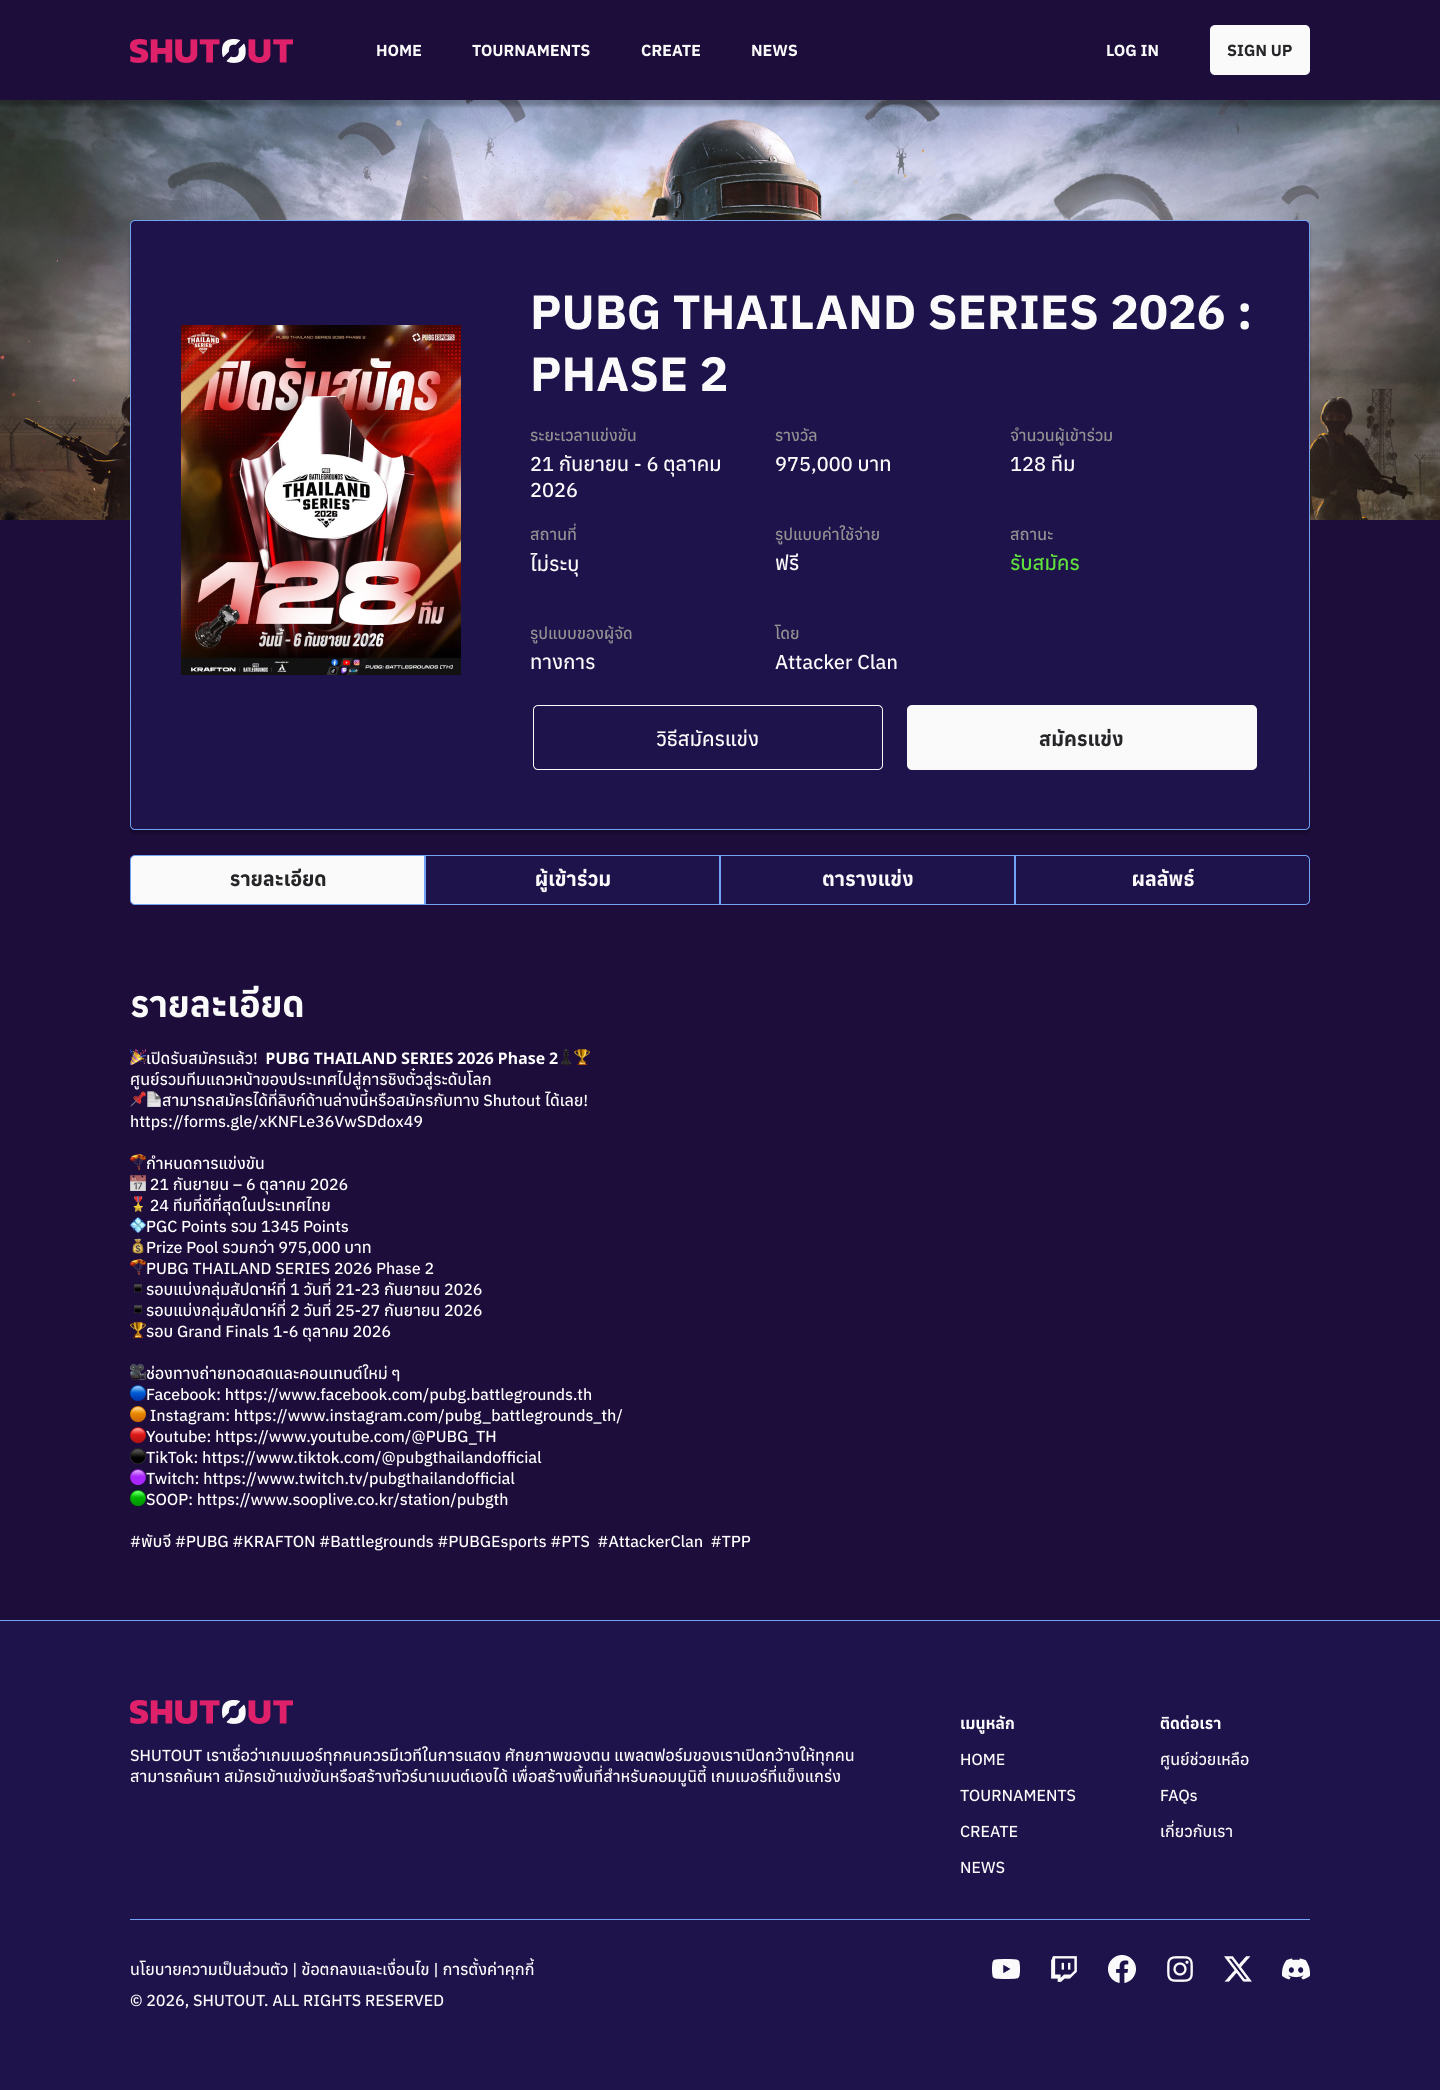 SHUTOUT
HOME
TOURNAMENTS
CREATE
NEWS
LOG IN
SIGN UP
THAILAND
SERIES
PUBG THAILAND SERIES 2026 PHASE 2
PUBG ESPORTS
เปิดรับสมัคร
BATTLEGROUNDS
THAILAND
SERIES
2026
128
ทีม
วันนี้ - 6 กันยายน 2026
KRAFTON
BATTLEGROUNDS
PUBG: BATTLEGROUNDS [TH]
PUBG THAILAND SERIES 2026 :
PHASE 2
ระยะเวลาแข่งขัน
21 กันยายน - 6 ตุลาคม
2026
รางวัล
975,000 บาท
จำนวนผู้เข้าร่วม
128 ทีม
สถานที่
ไม่ระบุ
รูปแบบค่าใช้จ่าย
ฟรี
สถานะ
รับสมัคร
รูปแบบของผู้จัด
ทางการ
โดย
Attacker Clan
วิธีสมัครแข่ง
สมัครแข่ง
รายละเอียด
ผู้เข้าร่วม
ตารางแข่ง
ผลลัพธ์
รายละเอียด
🎉เปิดรับสมัครแล้ว!  PUBG THAILAND SERIES 2026 Phase 2♟🏆
ศูนย์รวมทีมแถวหน้าของประเทศไปสู่การชิงตั๋วสู่ระดับโลก
📌📄สามารถสมัครได้ที่ลิงก์ด้านล่างนี้หรือสมัครกับทาง Shutout ได้เลย!
https://forms.gle/xKNFLe36VwSDdox49
🪂กำหนดการแข่งขัน
📅 21 กันยายน – 6 ตุลาคม 2026
🎖 24 ทีมที่ดีที่สุดในประเทศไทย
💠PGC Points รวม 1345 Points
💰Prize Pool รวมกว่า 975,000 บาท
🪂PUBG THAILAND SERIES 2026 Phase 2
▪รอบแบ่งกลุ่มสัปดาห์ที่ 1 วันที่ 21-23 กันยายน 2026
▪รอบแบ่งกลุ่มสัปดาห์ที่ 2 วันที่ 25-27 กันยายน 2026
🏆รอบ Grand Finals 1-6 ตุลาคม 2026
🎥ช่องทางถ่ายทอดสดและคอนเทนต์ใหม่ ๆ
🔵Facebook: https://www.facebook.com/pubg.battlegrounds.th
🟠 Instagram: https://www.instagram.com/pubg_battlegrounds_th/
🔴Youtube: https://www.youtube.com/@PUBG_TH
⚫TikTok: https://www.tiktok.com/@pubgthailandofficial
🟣Twitch: https://www.twitch.tv/pubgthailandofficial
🟢SOOP: https://www.sooplive.co.kr/station/pubgth
#พับจี #PUBG #KRAFTON #Battlegrounds #PUBGEsports #PTS  #AttackerClan  #TPP
SHUTOUT
SHUTOUT เราเชื่อว่าเกมเมอร์ทุกคนควรมีเวทีในการแสดง ศักยภาพของตน แพลตฟอร์มของเราเปิดกว้างให้ทุกคน
สามารถค้นหา สมัครเข้าแข่งขันหรือสร้างทัวร์นาเมนต์เองได้ เพื่อสร้างพื้นที่สำหรับคอมมูนิตี้ เกมเมอร์ที่แข็งแกร่ง
เมนูหลัก
HOME
TOURNAMENTS
CREATE
NEWS
ติดต่อเรา
ศูนย์ช่วยเหลือ
FAQs
เกี่ยวกับเรา
นโยบายความเป็นส่วนตัว | ข้อตกลงและเงื่อนไข | การตั้งค่าคุกกี้
© 2026, SHUTOUT. ALL RIGHTS RESERVED